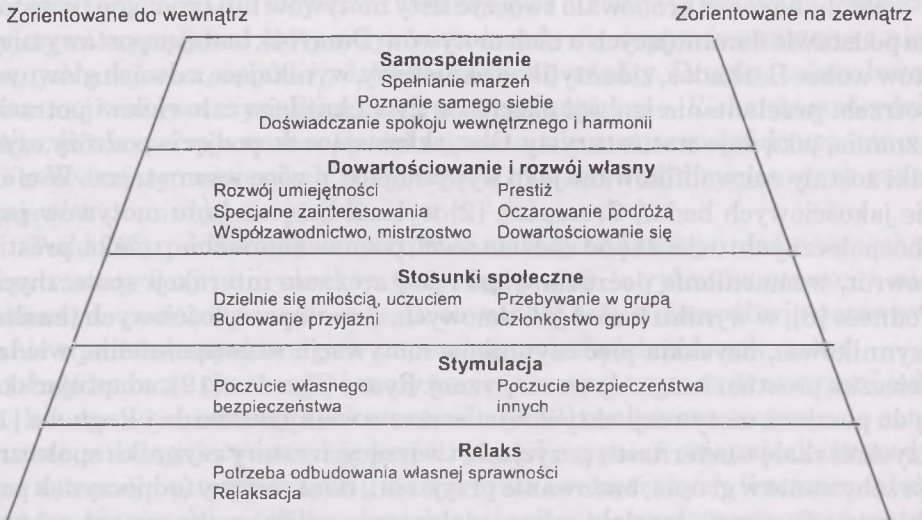 Zorientowane do wewnątrz
Zorientowane na zewnątrz
Samospełnienie
Spełnianie marzeń
Poznanie samego siebie
Doświadczenie spokoju wewnętrznego i harmonii
Dowartościowanie i rozwój własny
Rozwój umiejętności
Specjalne zainteresowania
Współzawodnictwo, mistrzostwo
Prestiż
Oczarowanie podróżą
Dowartościowanie się
Stosunki społeczne
Dzielnie się miłością, uczuciem
Budowanie przyjaźni
Przebywanie w grupą
Członkostwo grupy
Stymulacja
Poczucie własnego
bezpieczeństwa
Poczucie bezpieczeństwa
innych
Relaks
Potrzeba odbudowania własnej sprawności
Relaksacja